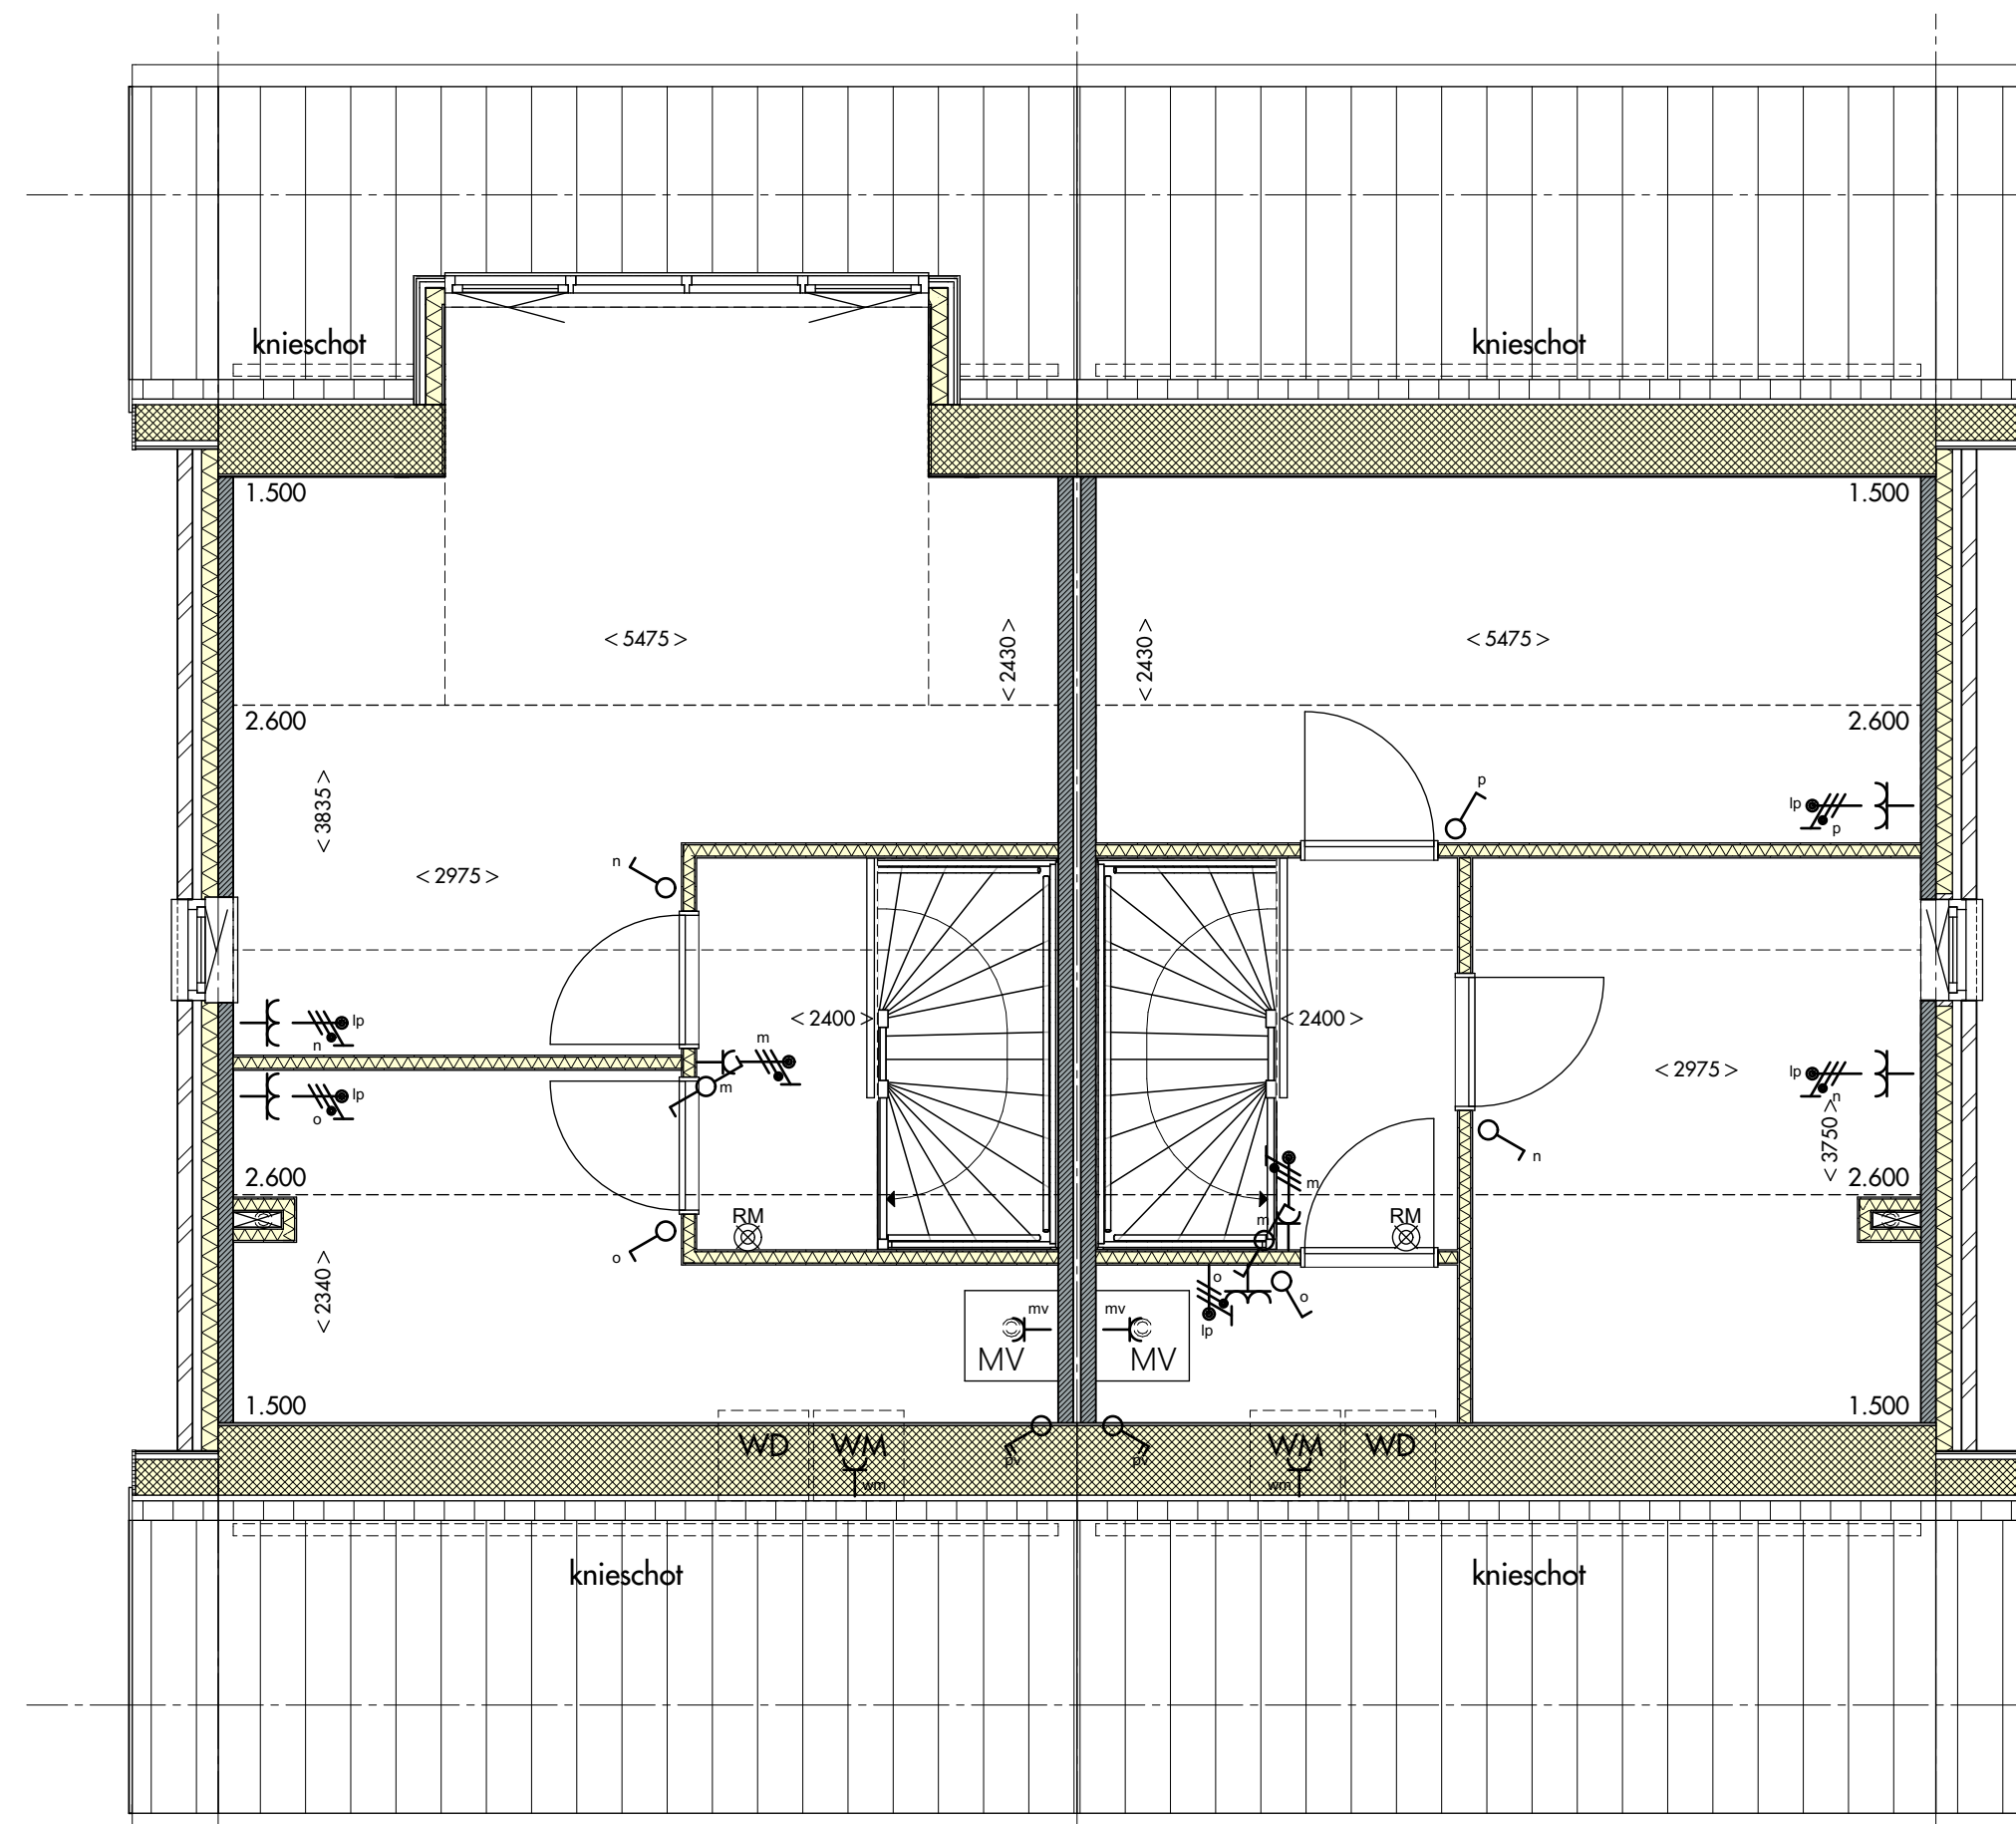 knieschot
knieschot
1.500
1.500
<5475>
<2430>
<2430>
<5475>
2.600
2.600
<3835>
p
lp
p
n
<2975>
<2400>
<2400>
lp
n
m
<2975>
lp
n
lp
o
m
<3750>
n
2.600
m
2.600
RM
m
RM
o
<2340>
o
o
mv
mv
lp
MV
MV
1.500
1.500
WD
WM
WM
WD
pv
pv
wm
wm
knieschot
knieschot